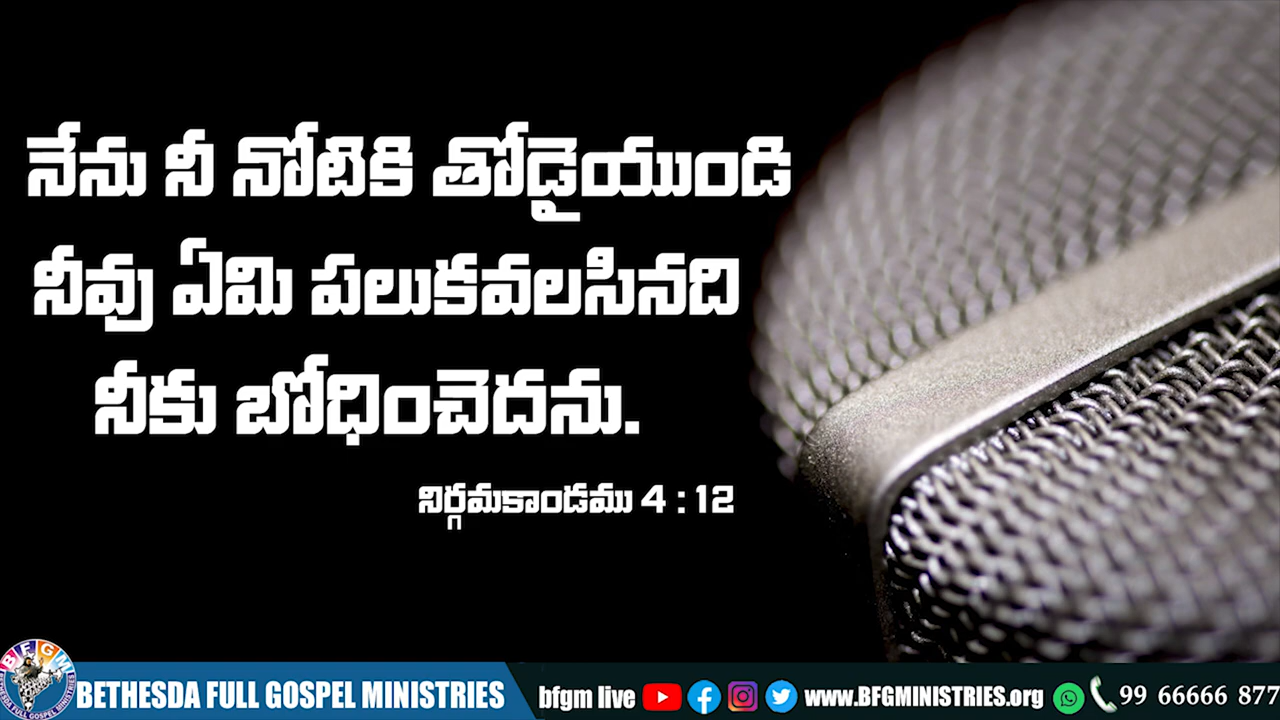 నేను నీ నోటికి తోడైయుండి
నీవు ఏమి పలుకవలసినది
నీకు బోధించెదను.
నిర్గమకాండము 4 : 12
BFGM
BETHESDA FULL GOSPEL MINISTRIES
bfgm live
www.BFGMINISTRIES.org
99 66666 877